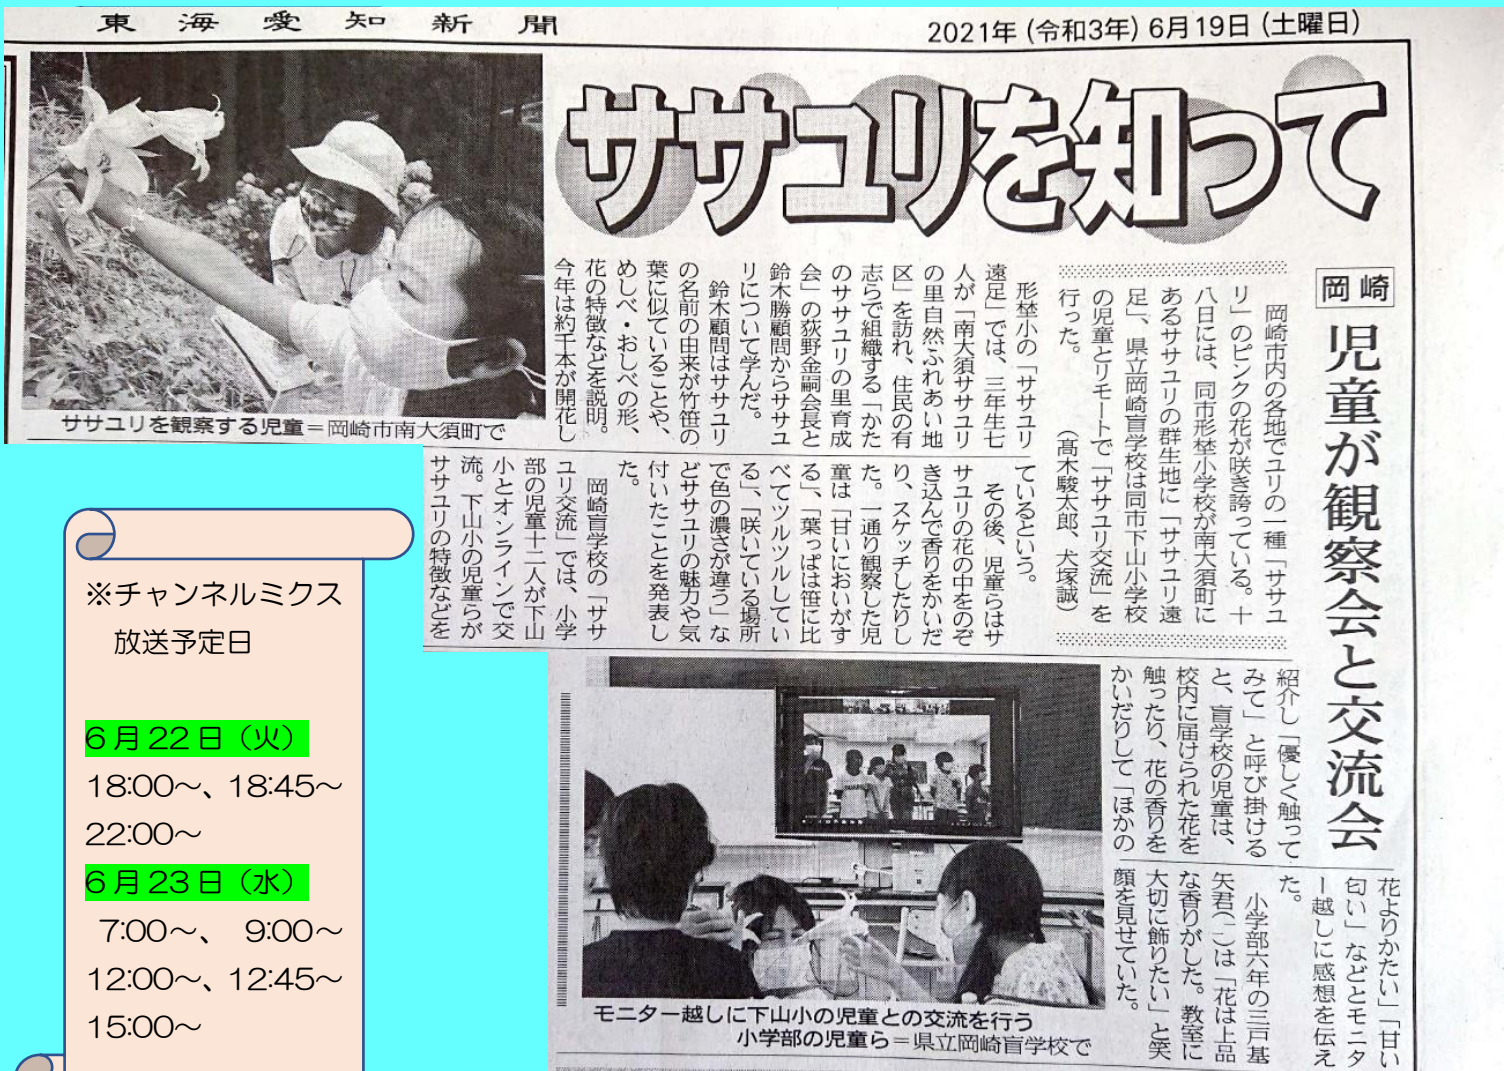 東海愛知新聞
2021年(令和3年)6月19日(土曜日)
ササユリを知って
岡崎
児童が観察会と交流会
岡崎市内の各地でユリの一種「ササユ
リ」のピンクの花が咲き誇っている。十
八日には、同市形埜小学校が南大須町に
あるササユリの群生地に「ササユリ遠
足」、県立岡崎盲学校は同市下山小学校
の児童とリモートで「ササユリ交流」を
行った。
(髙木駿太郎、犬塚誠)
形埜小の「ササユリ
遠足」では、三年生七
人が「南大須ササユリ
の里自然ふれあい地
区」を訪れ、住民の有
志らで組織する「かた
のササユリの里育成
会」の荻野金嗣会長と
鈴木勝顧問からササユ
リについて学んだ。
鈴木顧問はササユリ
の名前の由来が竹笹の
葉に似ていることや、
めしべ・おしべの形、
花の特徴などを説明。
今年は約千本が開花し
ているという。
その後、児童らはサ
サユリの花の中をのぞ
き込んで香りをかいだ
り、スケッチしたりし
た。一通り観察した児
童は「甘いにおいがす
る」、「葉っぱは笹に比
べてツルツルしてい
る」、「咲いている場所
で色の濃さが違う」な
どササユリの魅力や気
付いたことを発表し
た。
岡崎盲学校の「ササ
ユリ交流」では、小学
部の児童十二人が下山
小とオンラインで交
流。下山小の児童らが
ササユリの特徴などを
紹介し「優しく触って
みて」と呼び掛ける
と、盲学校の児童は、
校内に届けられた花を
触ったり、花の香りを
かいだりして「ほかの
花よりかたい」「甘い
匂い」などとモニタ
ー越しに感想を伝え
た。
小学部六年の三戸基
矢君(一二)は「花は上品
な香りがした。教室に
大切に飾りたい」と笑
顔を見せていた。
ササユリを観察する児童＝岡崎市南大須町で
モニター越しに下山小の児童との交流を行う
小学部の児童ら＝県立岡崎盲学校で
※チャンネルミクス
放送予定日
6月22日（火）
18:00～、18:45～
22:00～
6月23日（水）
7:00～、 9:00～
12:00～、12:45～
15:00～